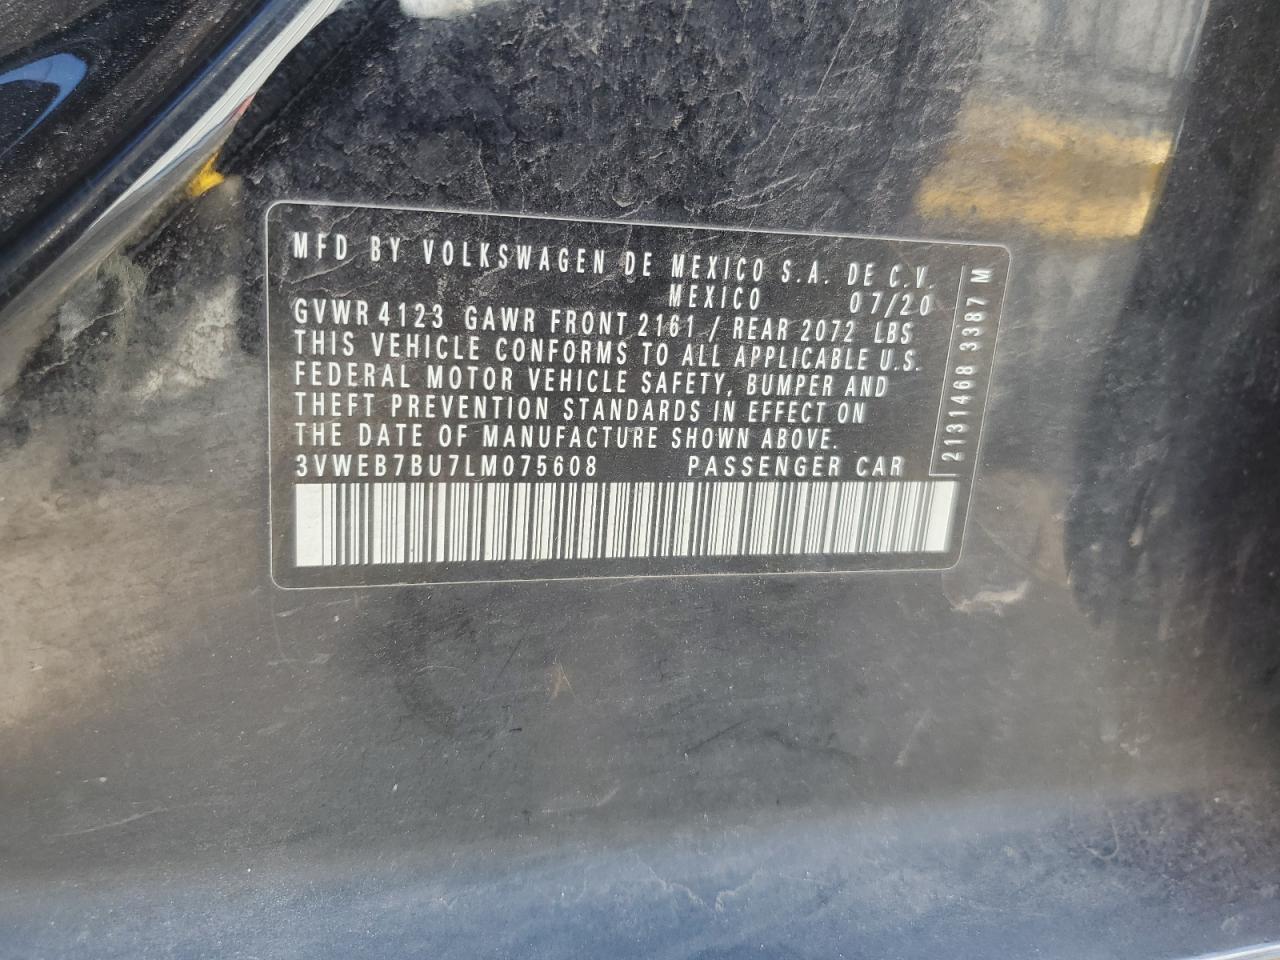 MFD BY VOLKSWAGEN DE MEXICO S.A. DE C.V.
MEXICO 07/20
GVWR 4123 GAWR FRONT 2161 / REAR 2072 LBS
THIS VEHICLE CONFORMS TO ALL APPLICABLE U.S.
FEDERAL MOTOR VEHICLE SAFETY, BUMPER AND
THEFT PREVENTION STANDARDS IN EFFECT ON
THE DATE OF MANUFACTURE SHOWN ABOVE.
3VWEB7BU7LM075608 PASSENGER CAR
2131468 3387 M